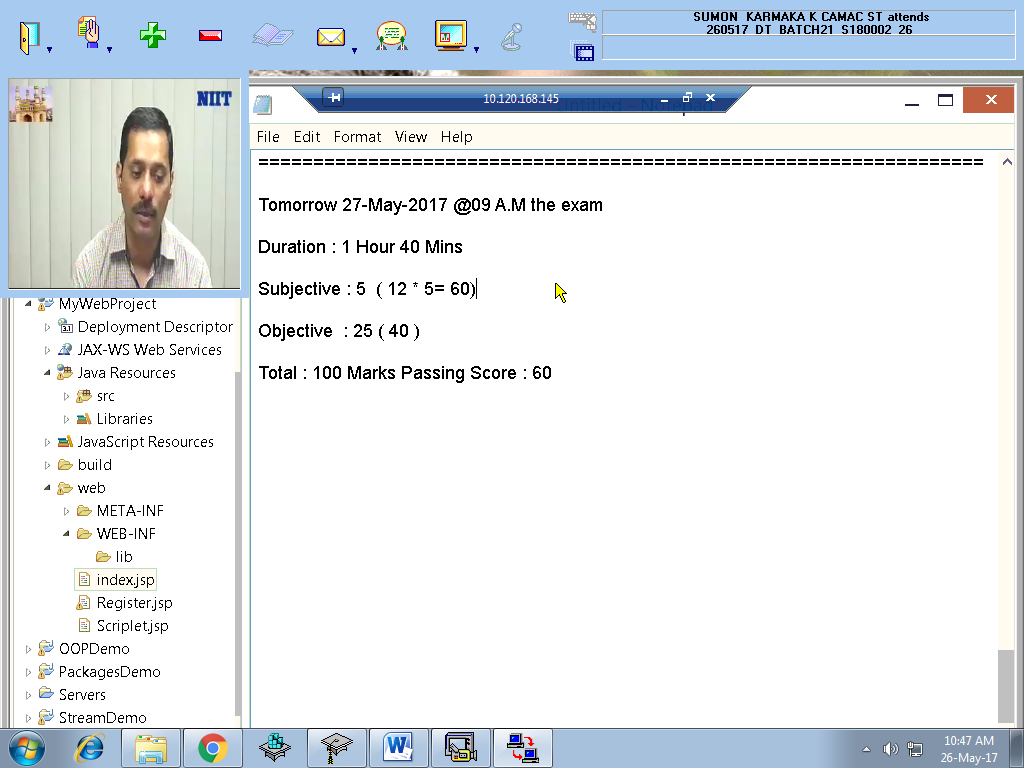 SUMON KARMAKA K CAMAC ST attends
260517 DT BATCH21 S180002 26
NIIT
10.120.168.145
Untitled - Notepad
File Edit Format View Help
===================================================================
Tomorrow 27-May-2017 @09 A.M the exam
Duration : 1 Hour 40 Mins
Subjective : 5 ( 12 * 5= 60)
Objective : 25 ( 40 )
Total : 100 Marks Passing Score : 60
MyWebProject
Deployment Descriptor
JAX-WS Web Services
Java Resources
src
Libraries
JavaScript Resources
build
web
META-INF
WEB-INF
lib
index.jsp
Register.jsp
Scriplet.jsp
OOPDemo
PackagesDemo
Servers
StreamDemo
10:47 AM
26-May-17